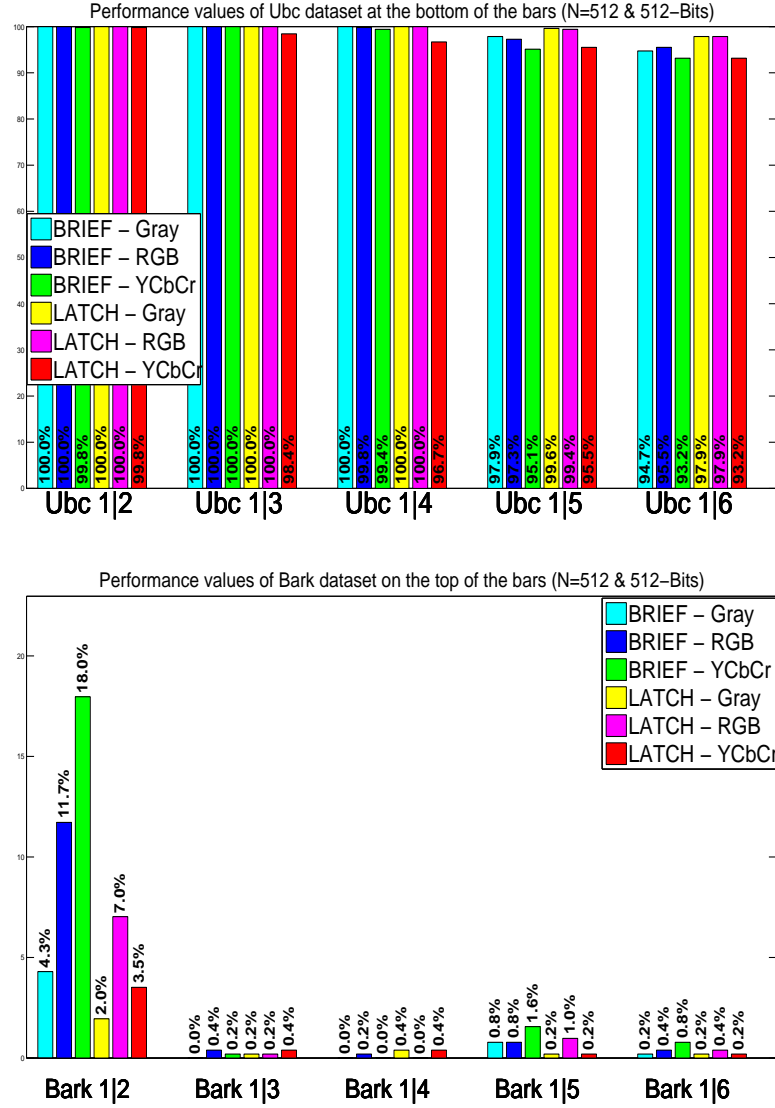 Performance values of Ubc dataset at the bottom of the bars (N=512 & 512−Bits)
100
90
80
70
60
50
40
30
20
10
0
BRIEF − Gray
BRIEF − RGB
BRIEF − YCbCr
LATCH − Gray
LATCH − RGB
LATCH − YCbCr
100.0% 100.0% 99.8% 100.0% 100.0% 99.8%
100.0% 100.0% 100.0% 100.0% 100.0% 98.4%
100.0% 99.8% 99.4% 100.0% 100.0% 96.7%
97.9% 97.3% 95.1% 99.6% 99.4% 95.5%
94.7% 95.5% 93.2% 97.9% 97.9% 93.2%
Ubc 1|2 Ubc 1|3 Ubc 1|4 Ubc 1|5 Ubc 1|6
Performance values of Bark dataset on the top of the bars (N=512 & 512−Bits)
20
15
10
5
0
BRIEF − Gray
BRIEF − RGB
BRIEF − YCbCr
LATCH − Gray
LATCH − RGB
LATCH − YCbCr
4.3% 11.7% 18.0% 2.0% 7.0% 3.5%
0.0% 0.4% 0.2% 0.2% 0.2% 0.4%
0.0% 0.2% 0.0% 0.4% 0.0% 0.4%
0.8% 0.8% 1.6% 0.2% 1.0% 0.2%
0.2% 0.4% 0.8% 0.2% 0.4% 0.2%
Bark 1|2 Bark 1|3 Bark 1|4 Bark 1|5 Bark 1|6